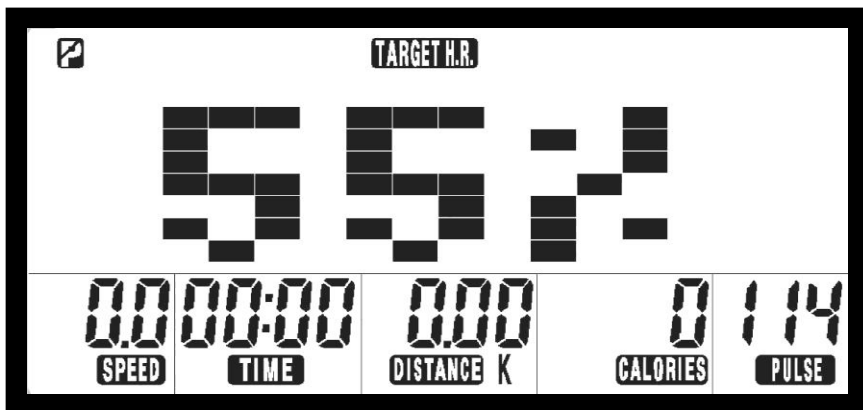 P TARGET H.R.
55%
0.0 00:00 0.00 0 114
SPEED TIME DISTANCE K CALORIES PULSE